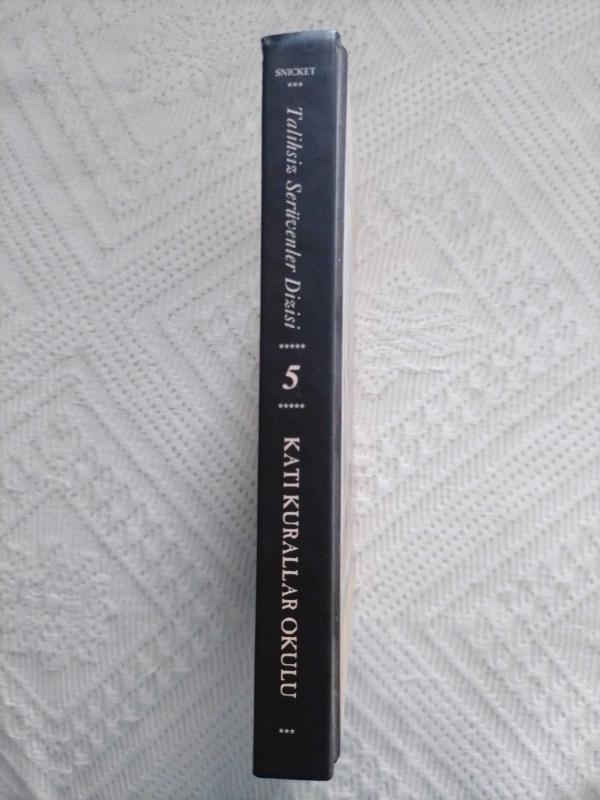 SNICKET
***
Talihsiz Serüvenler Dizisi
*****
5
*****
KATI KURALLAR OKULU
***